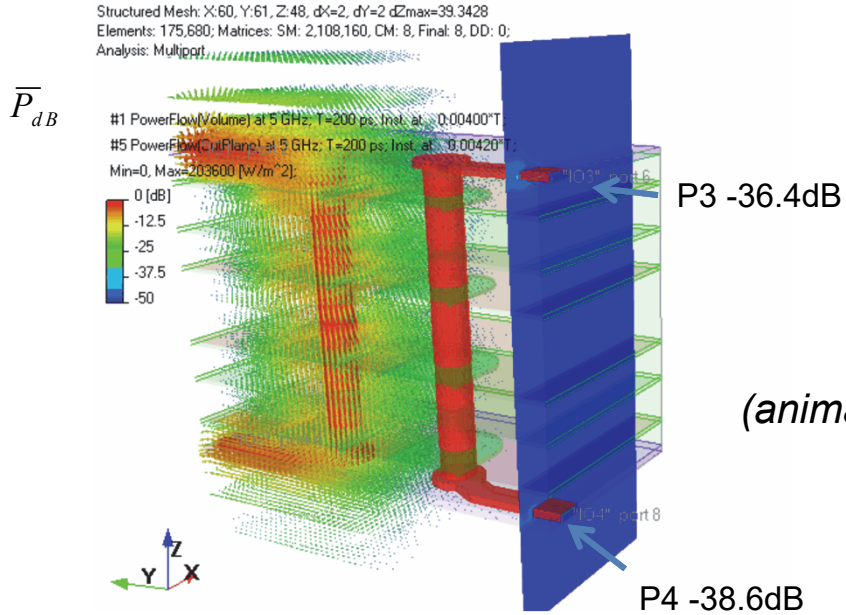 Structured Mesh: X:60, Y:61, Z:48, dX=2, dY=2 dZmax=39.3428
Elements: 175,680; Matrices: SM: 2,108,160, CM: 8, Final: 8, DD: 0;
Analysis: Multiport
P̅dB
#1 PowerFlow(Volume) at 5 GHz; T=200 ps; Inst. at 0.00400*T;
#5 PowerFlow(CutPlane) at 5 GHz; T=200 ps; Inst. at 0.00420*T;
Min=0, Max=203600 [W/m^2];
0 [dB]
-12.5
-25
-37.5
-50
"IO3" port 6
P3 -36.4dB
(anima
"IO4" port 8
P4 -38.6dB
Z
Y
X